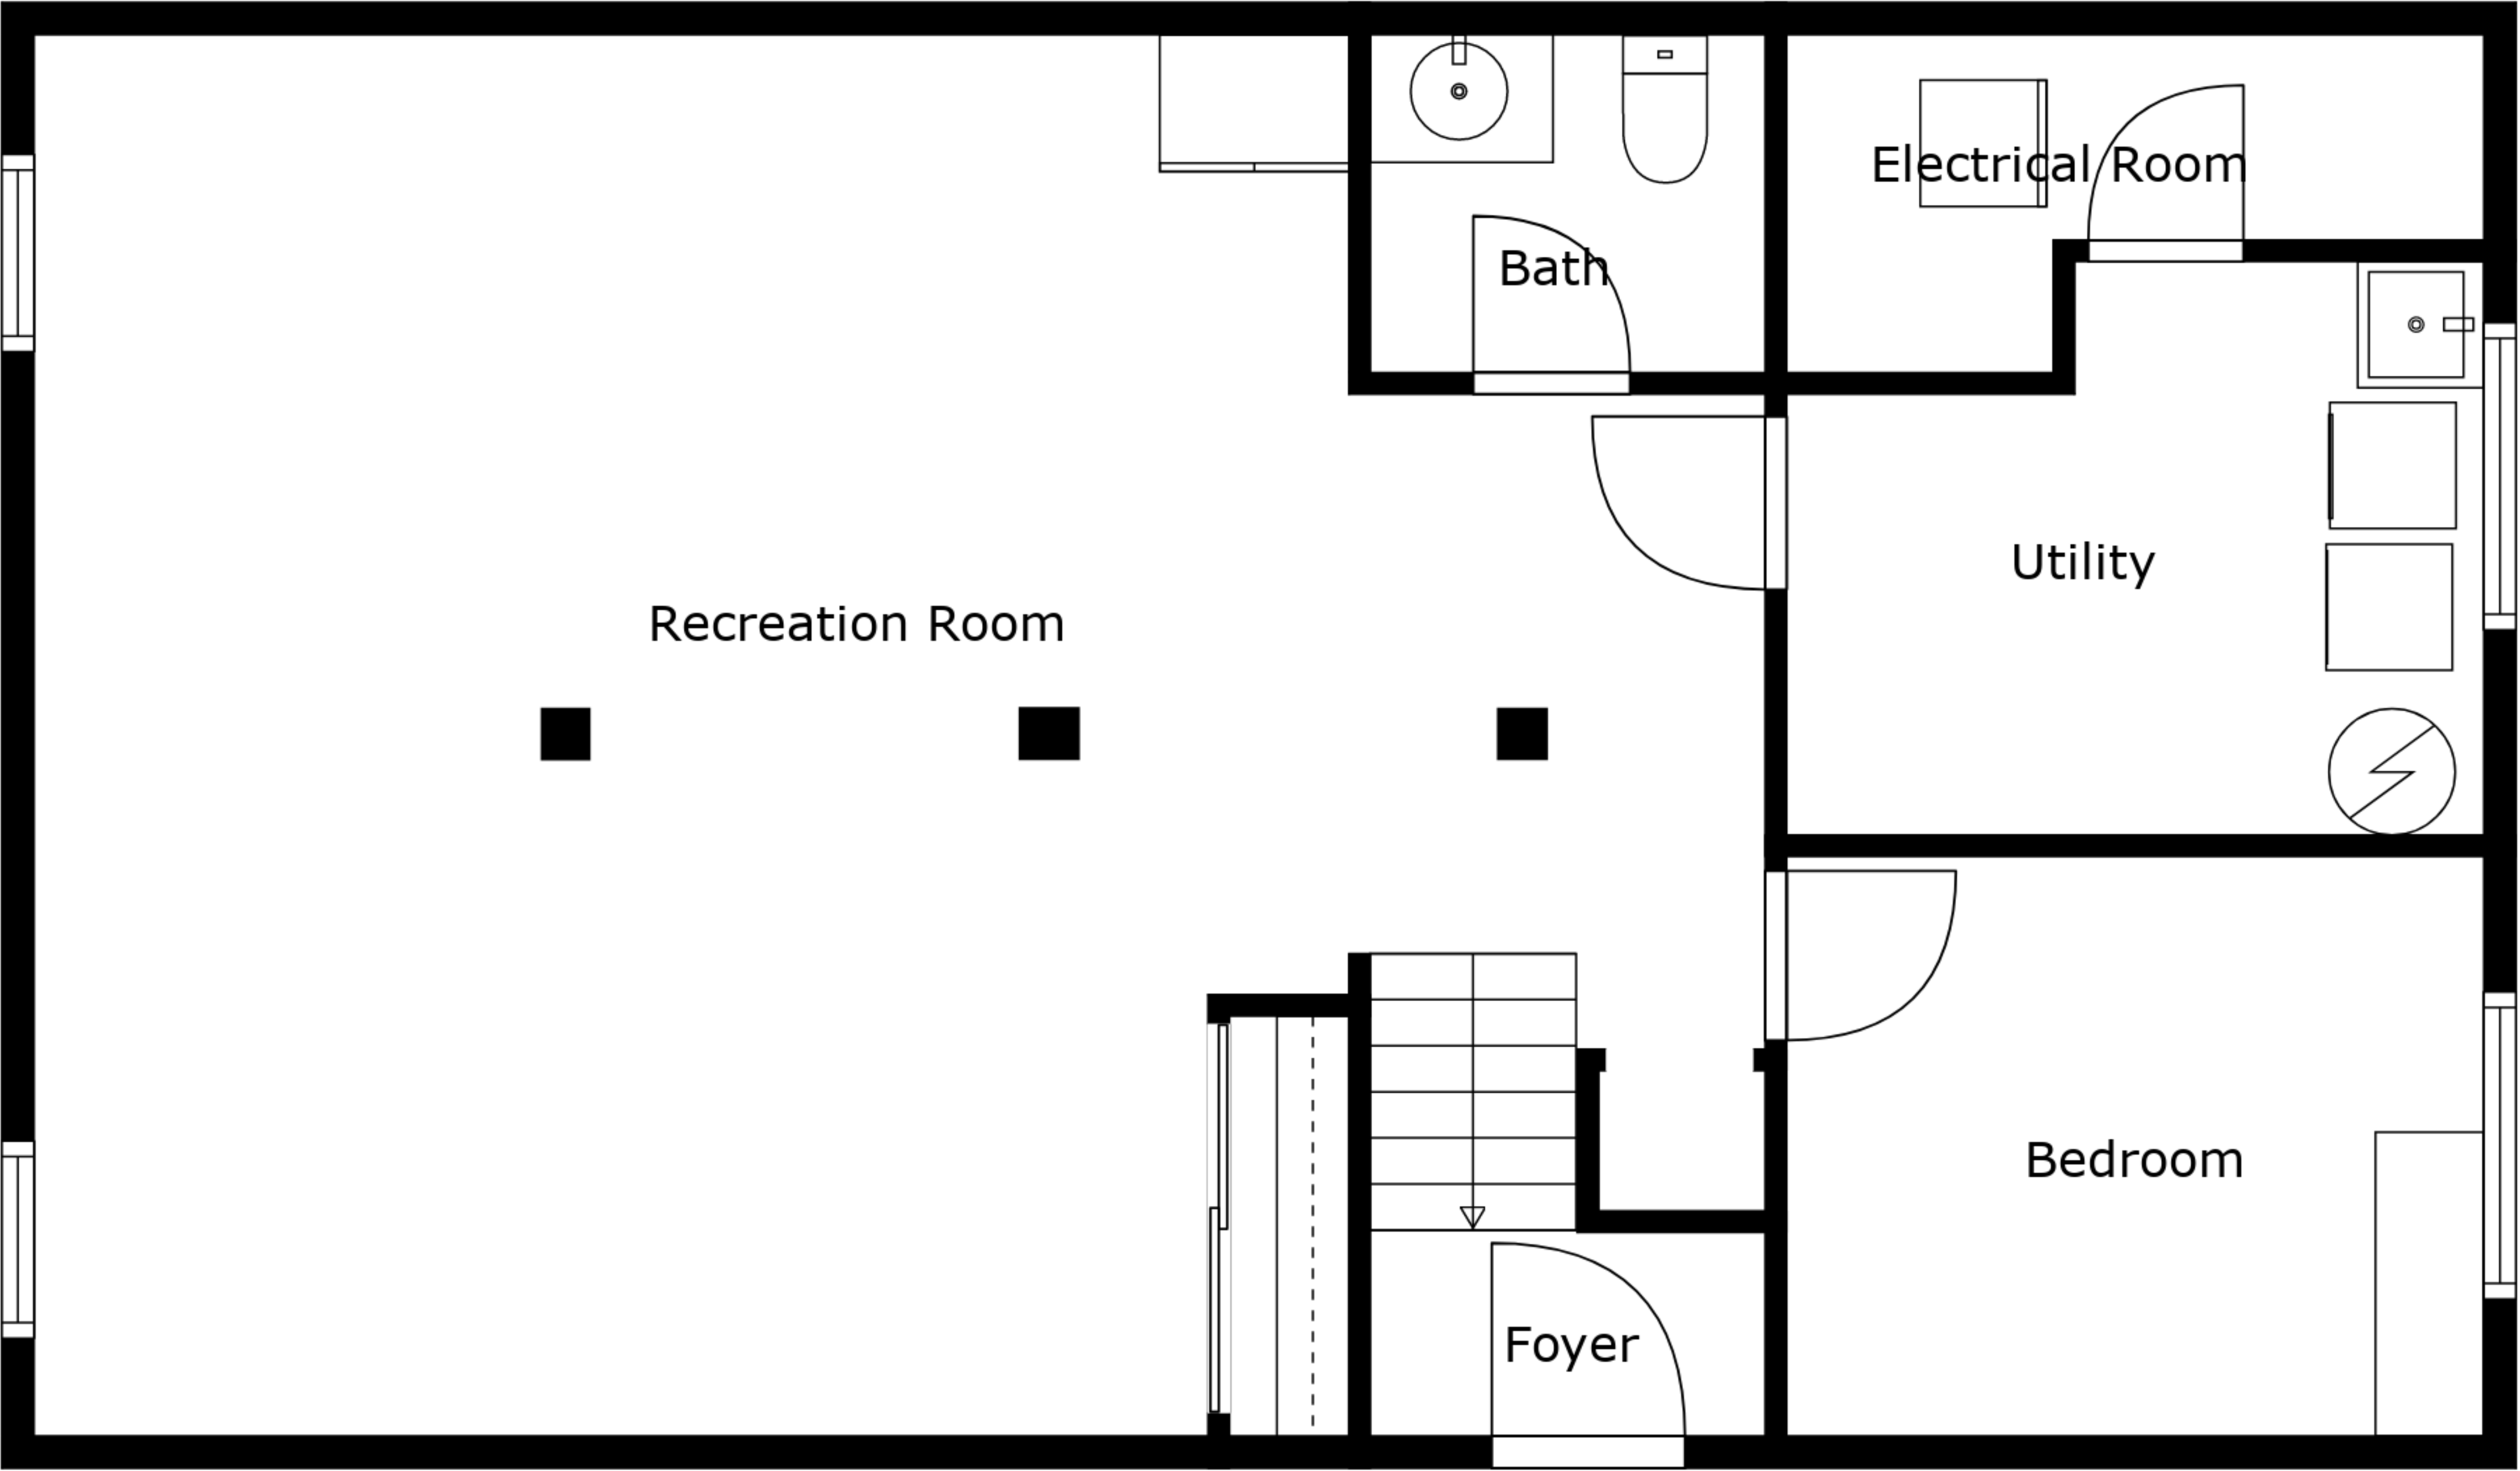 Electrical Room
Bath
Utility
Recreation Room
Bedroom
Foyer